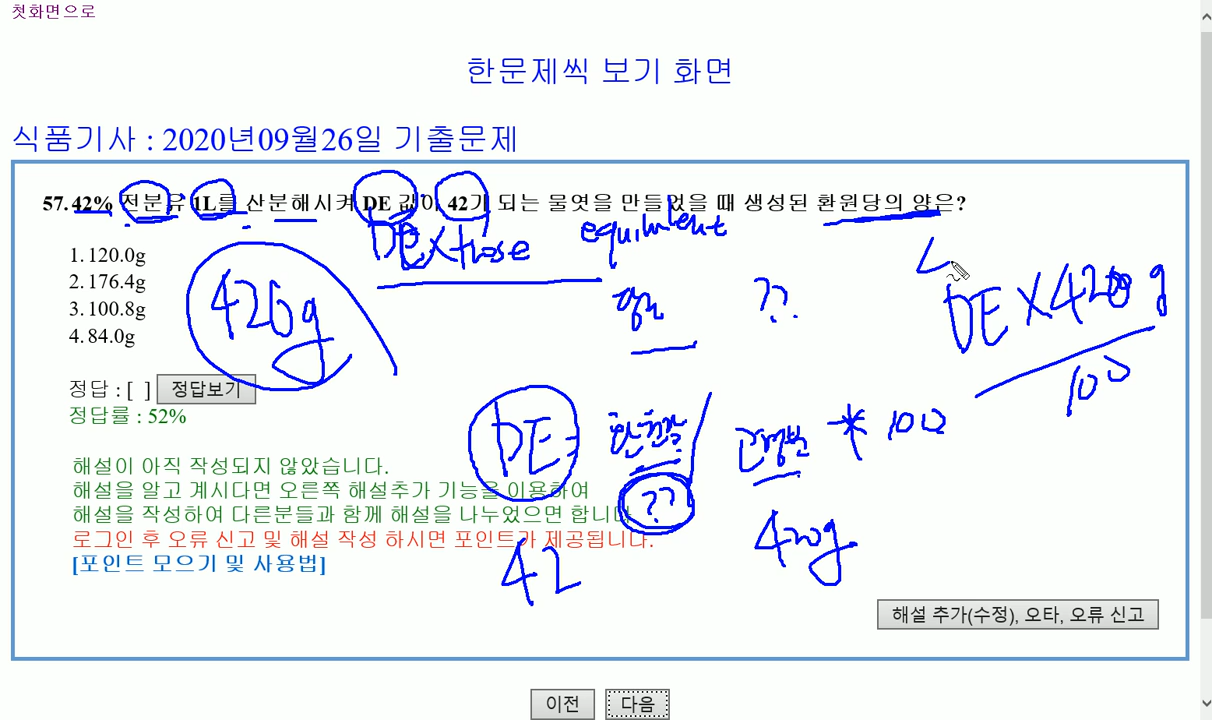 첫화면으로
한문제씩 보기 화면
식품기사 : 2020년09월26일 기출문제
57. 42% 전분유 1L를 산분해시켜 DE 값이 42가 되는 물엿을 만들었을 때 생성된 환원당의 양은?
DEXtrose equivalent
1. 120.0g
2. 176.4g
3. 100.8g
4. 84.0g
420g
??
DE X 420g
100
정답 : [ ] 정답보기
정답률 : 52%
DE = 환원당 / 고형분 * 100
??
42
420g
해설이 아직 작성되지 않았습니다.
해설을 알고 계시다면 오른쪽 해설추가 기능을 이용하여
해설을 작성하여 다른분들과 함께 해설을 나누었으면 합니다.
로그인 후 오류 신고 및 해설 작성 하시면 포인트가 제공됩니다.
[포인트 모으기 및 사용법]
해설 추가(수정), 오타, 오류 신고
이전 다음